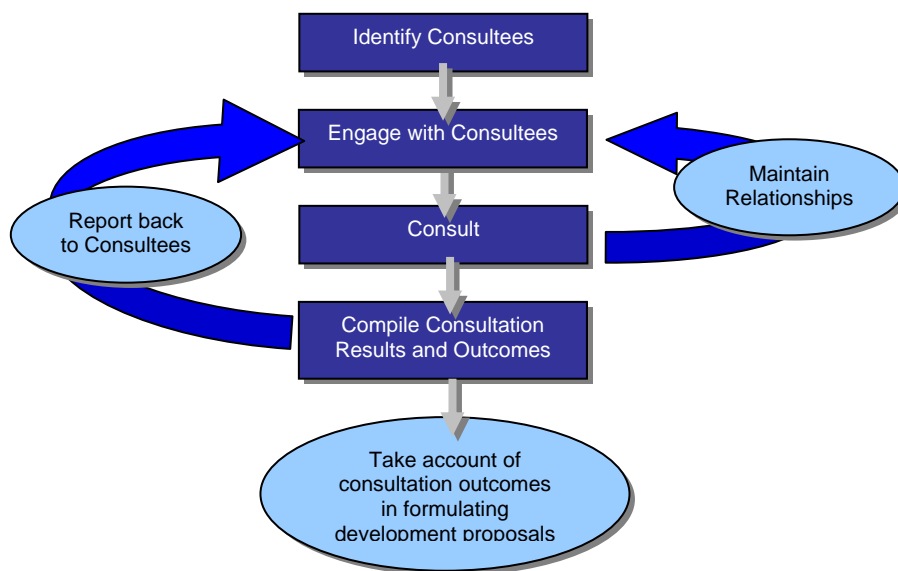 Identify Consultees
Engage with Consultees
Maintain
Relationships
Report back
to Consultees
Consult
Compile Consultation
Results and Outcomes
Take account of
consultation outcomes
in formulating
development proposals